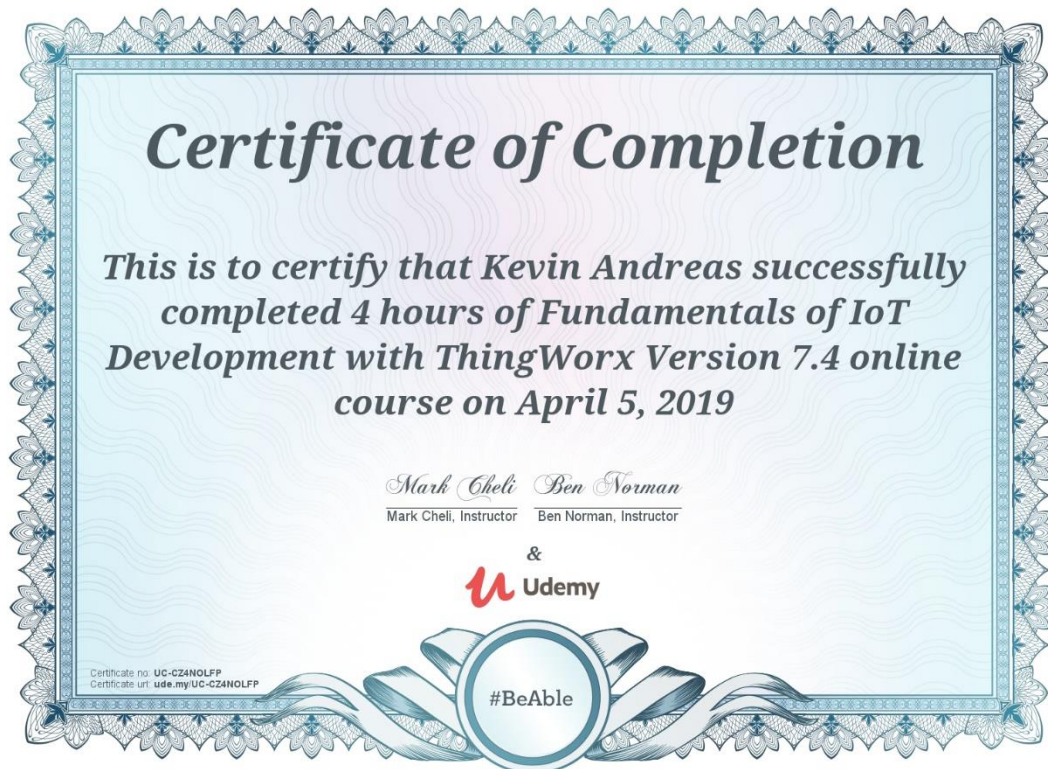 Certificate of Completion
This is to certify that Kevin Andreas successfully
completed 4 hours of Fundamentals of IoT
Development with ThingWorx Version 7.4 online
course on April 5, 2019
Mark Cheli Ben Norman
Mark Cheli, Instructor Ben Norman, Instructor
&
Udemy
Certificate no: UC-CZ4NOLFP
Certificate url: ude.my/UC-CZ4NOLFP
#BeAble